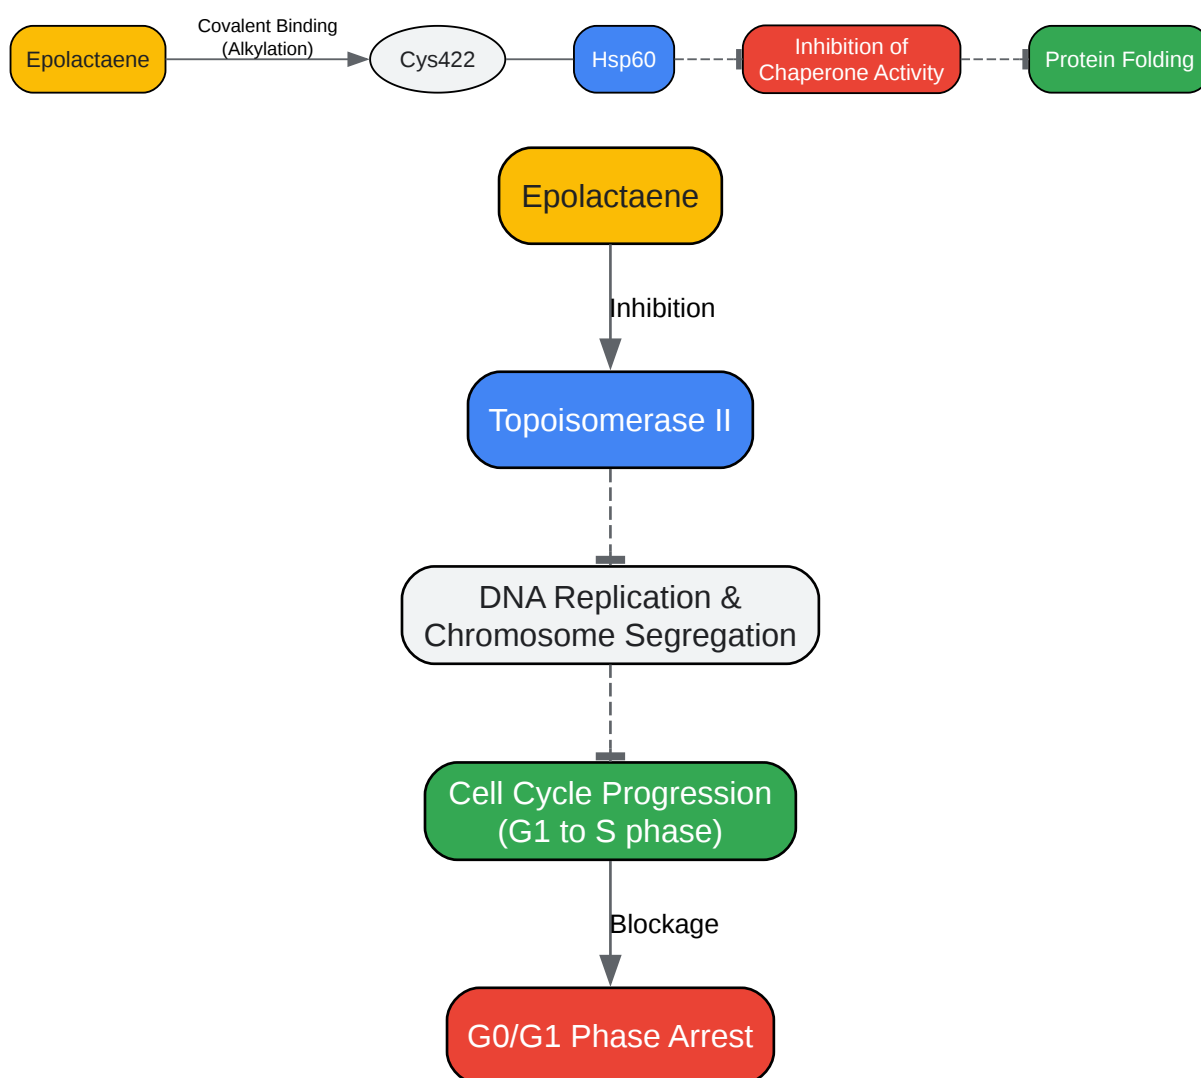 Epolactaene
Covalent Binding
(Alkylation)
Cys422
Hsp60
Inhibition of
Chaperone Activity
Protein Folding
Epolactaene
Inhibition
Topoisomerase II
DNA Replication &
Chromosome Segregation
Cell Cycle Progression
(G1 to S phase)
Blockage
G0/G1 Phase Arrest